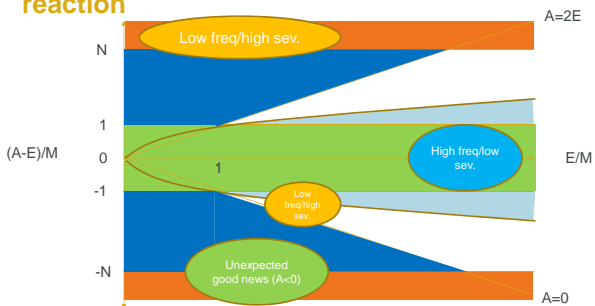 reaction
A=2E
Low freq/high sev.
N
1
(A-E)/M
0
1
High freq/low
sev.
E/M
-1
Low
freq/high
sev.
Unexpected
good news (A<0)
-N
A=0